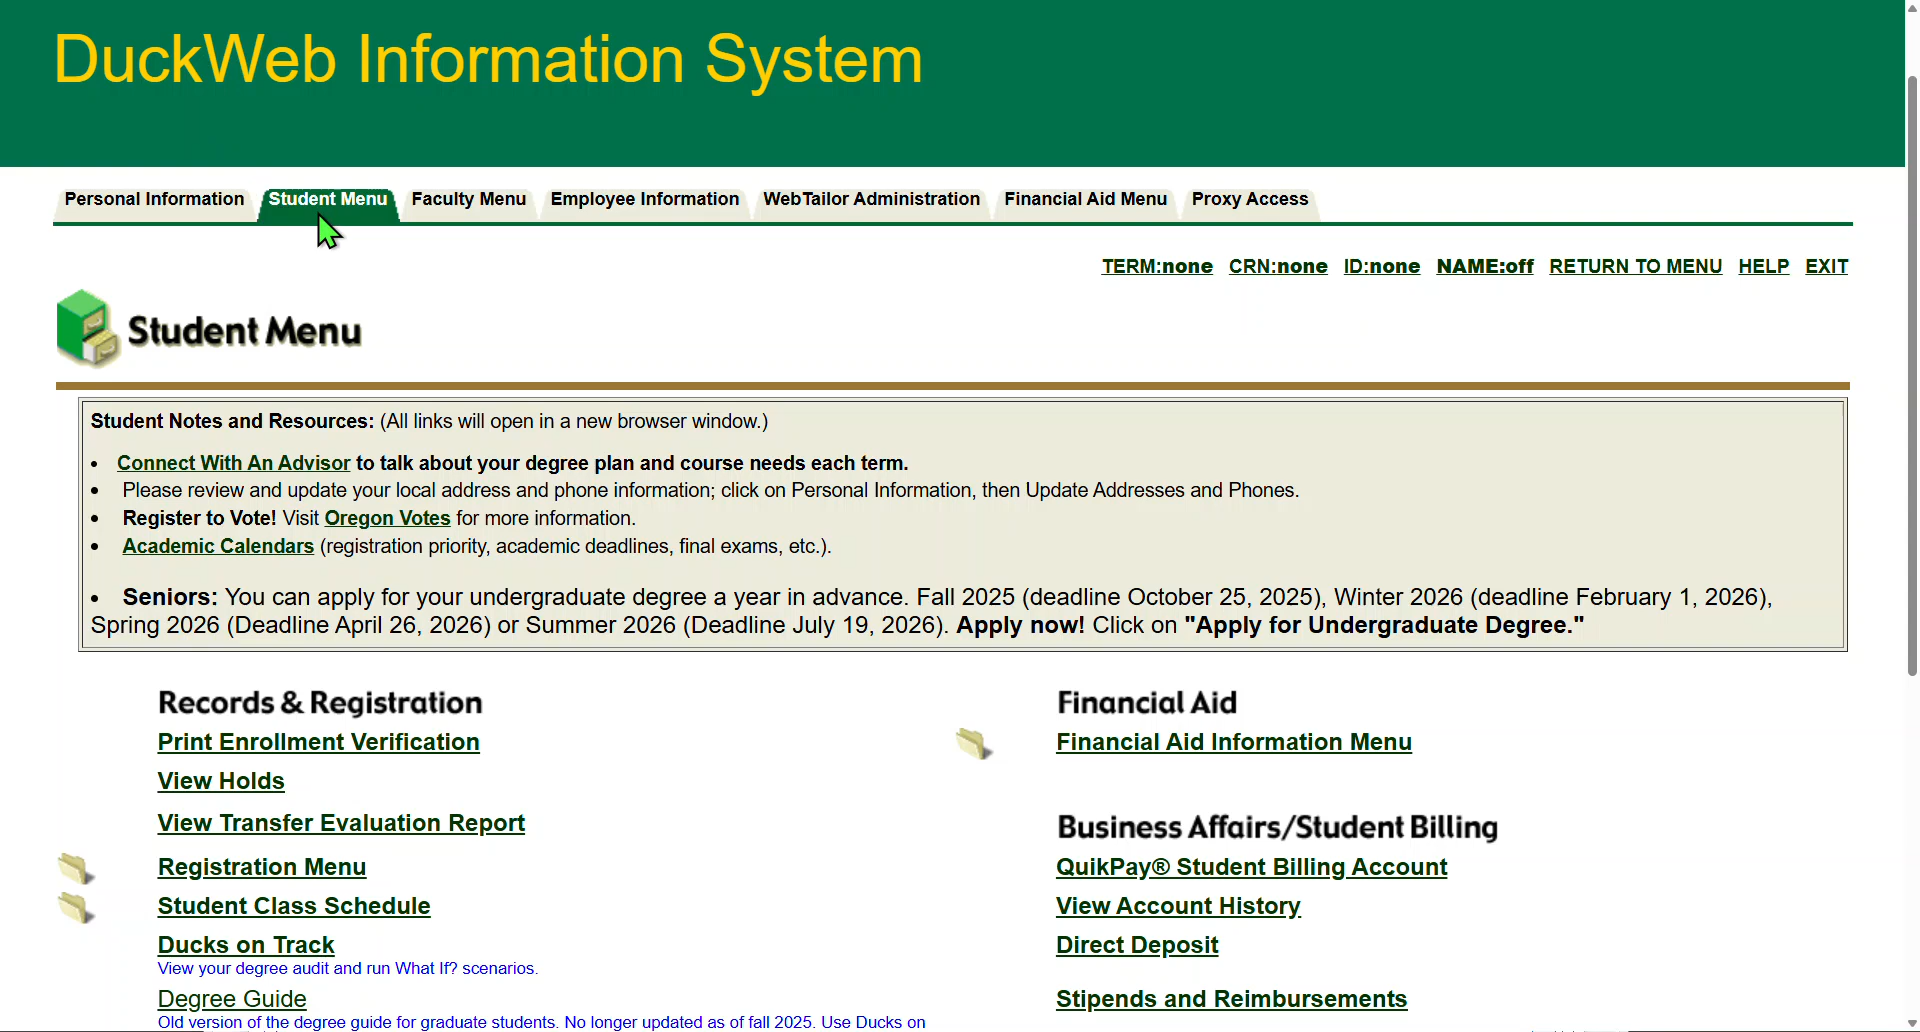 DuckWeb Information System
Personal Information Student Menu Faculty Menu Employee Information WebTailor Administration Financial Aid Menu Proxy Access
TERM:none CRN:none ID:none NAME:off RETURN TO MENU HELP EXIT
Student Menu
Student Notes and Resources: (All links will open in a new browser window.)
• Connect With An Advisor to talk about your degree plan and course needs each term.
• Please review and update your local address and phone information; click on Personal Information, then Update Addresses and Phones.
• Register to Vote! Visit Oregon Votes for more information.
• Academic Calendars (registration priority, academic deadlines, final exams, etc.).
• Seniors: You can apply for your undergraduate degree a year in advance. Fall 2025 (deadline October 25, 2025), Winter 2026 (deadline February 1, 2026),
Spring 2026 (Deadline April 26, 2026) or Summer 2026 (Deadline July 19, 2026). Apply now! Click on "Apply for Undergraduate Degree."
Records & Registration
Print Enrollment Verification
View Holds
View Transfer Evaluation Report
Registration Menu
Student Class Schedule
Ducks on Track
View your degree audit and run What If? scenarios.
Degree Guide
Old version of the degree guide for graduate students. No longer updated as of fall 2025. Use Ducks on
Financial Aid
Financial Aid Information Menu
Business Affairs/Student Billing
QuikPay® Student Billing Account
View Account History
Direct Deposit
Stipends and Reimbursements